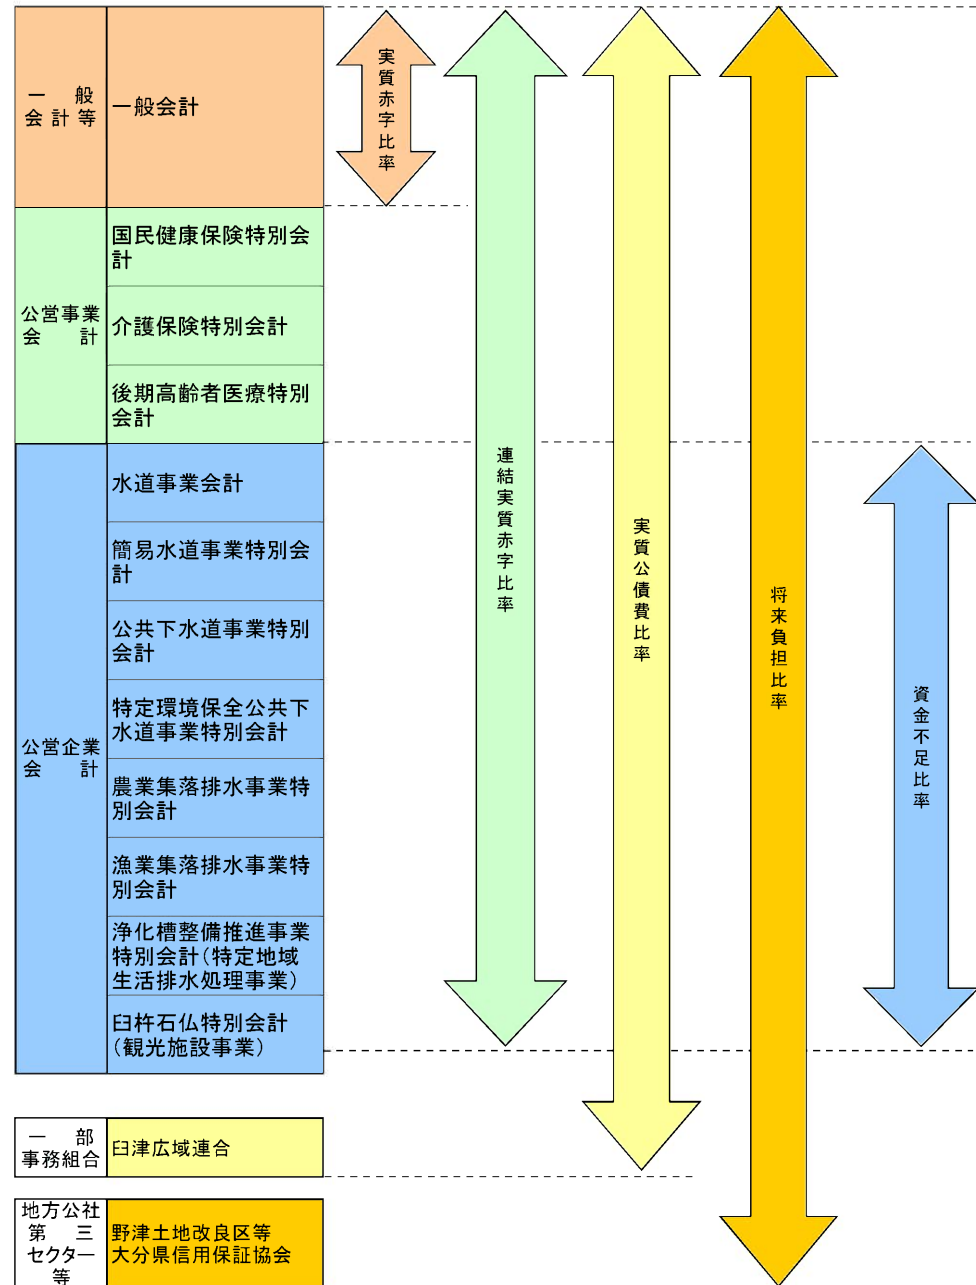 一　般
会計等
一般会計
公営事業
会　　計
国民健康保険特別会
計
介護保険特別会計
後期高齢者医療特別
会計
公営企業
会　　計
水道事業会計
簡易水道事業特別会
計
公共下水道事業特別
会計
特定環境保全公共下
水道事業特別会計
農業集落排水事業特
別会計
漁業集落排水事業特
別会計
浄化槽整備推進事業
特別会計（特定地域
生活排水処理事業）
臼杵石仏特別会計
（観光施設事業）
一　　部
事務組合
臼津広域連合
地方公社
第　三
セクター
等
野津土地改良区等
大分県信用保証協会
実質赤字比率
連結実質赤字比率
実質公債費比率
将来負担比率
資金不足比率